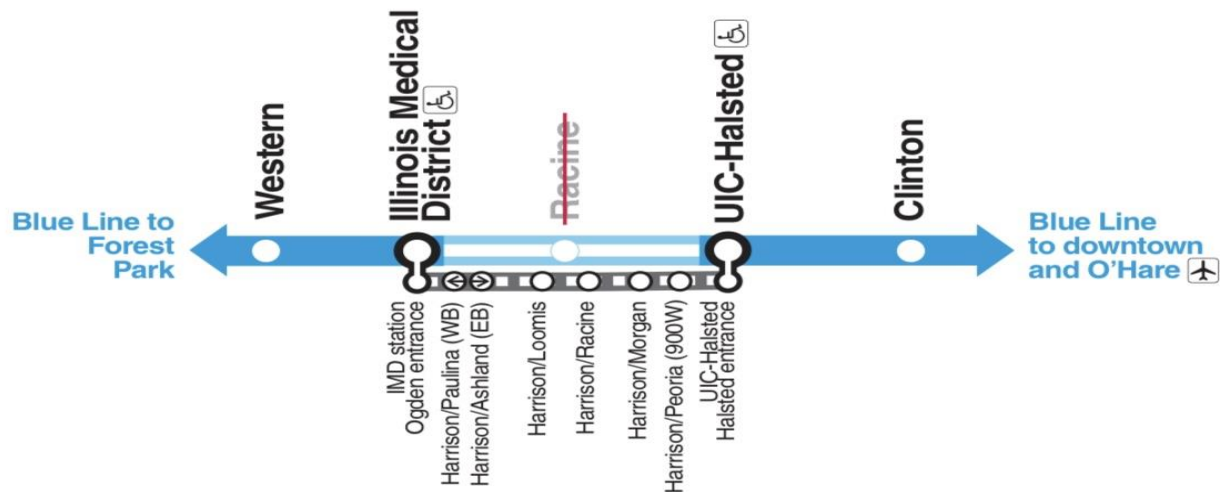 Western
Illinois Medical
District
Racine
UIC-Halsted
Clinton
Blue Line to
Forest
Park
Blue Line
to downtown
and O'Hare
IMD station
Ogden entrance
Harrison/Paulina (WB)
Harrison/Ashland (EB)
Harrison/Loomis
Harrison/Racine
Harrison/Morgan
Harrison/Peoria (900W)
UIC-Halsted
Halsted entrance